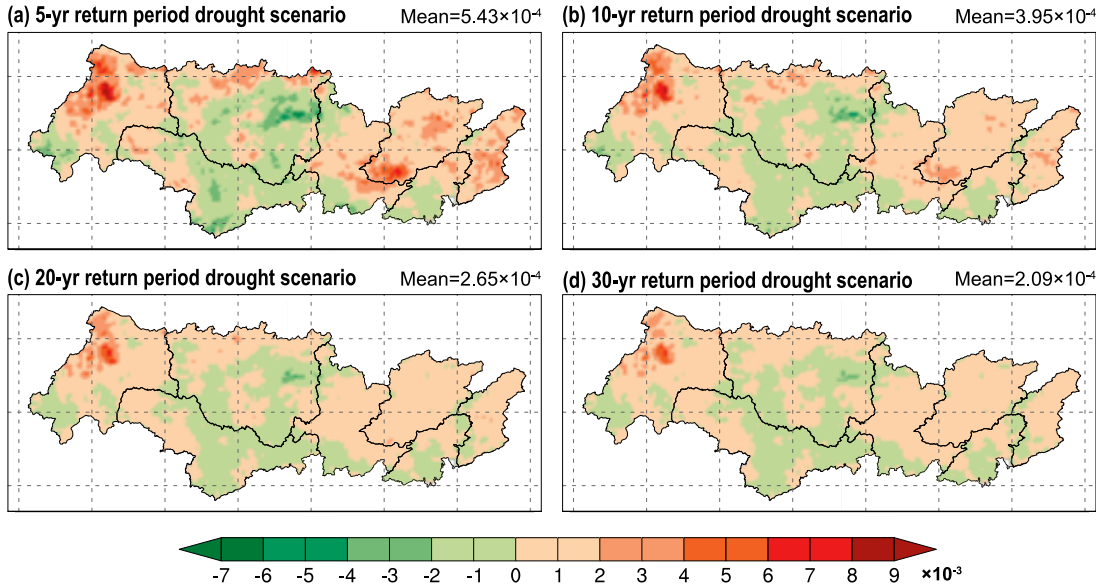 (a) 5-yr return period drought scenario Mean=5.43×10⁻⁴
(b) 10-yr return period drought scenario Mean=3.95×10⁻⁴
(c) 20-yr return period drought scenario Mean=2.65×10⁻⁴
(d) 30-yr return period drought scenario Mean=2.09×10⁻⁴
-7 -6 -5 -4 -3 -2 -1 0 1 2 3 4 5 6 7 8 9 ×10⁻³